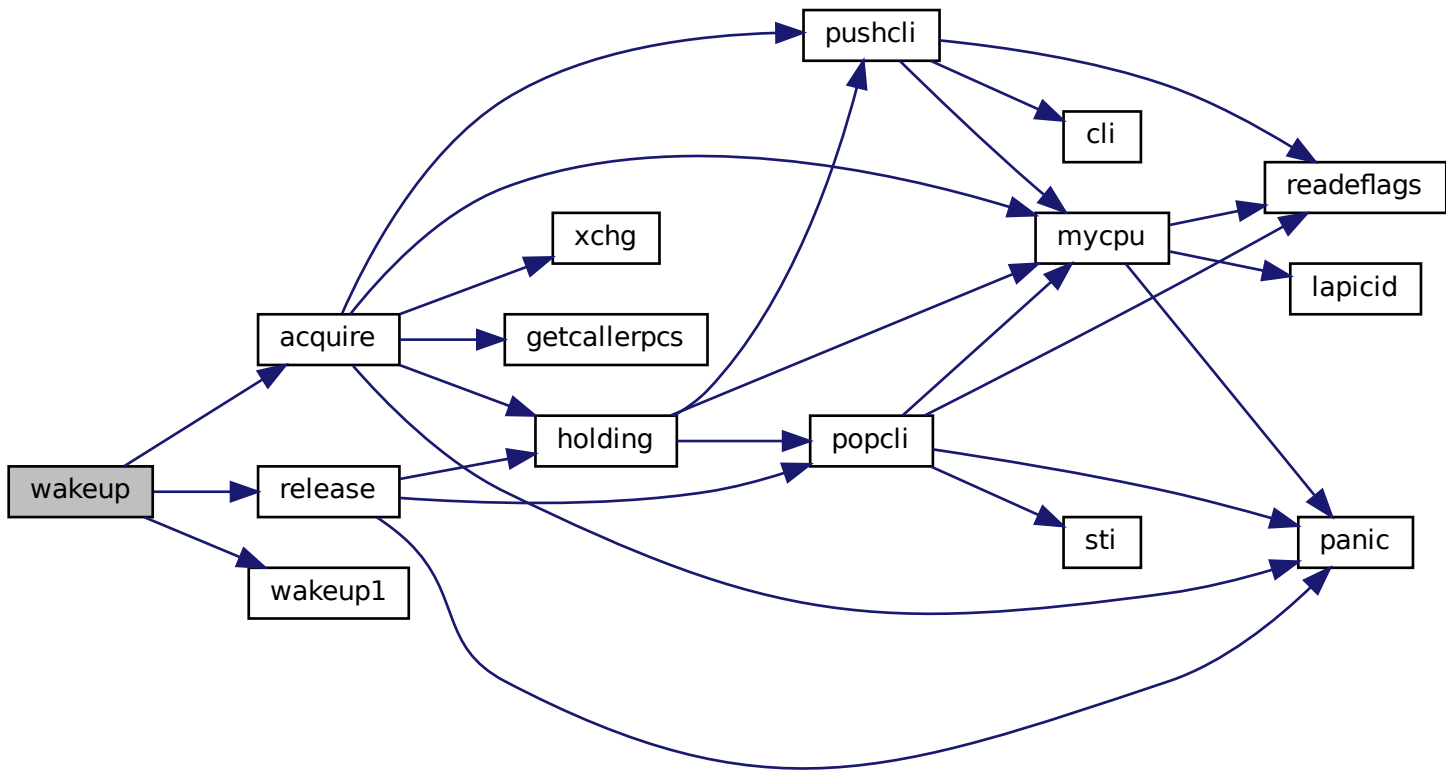 pushcli
cli
readeflags
xchg
mycpu
lapicid
acquire
getcallerpcs
holding
popcli
wakeup
release
sti
panic
wakeup1